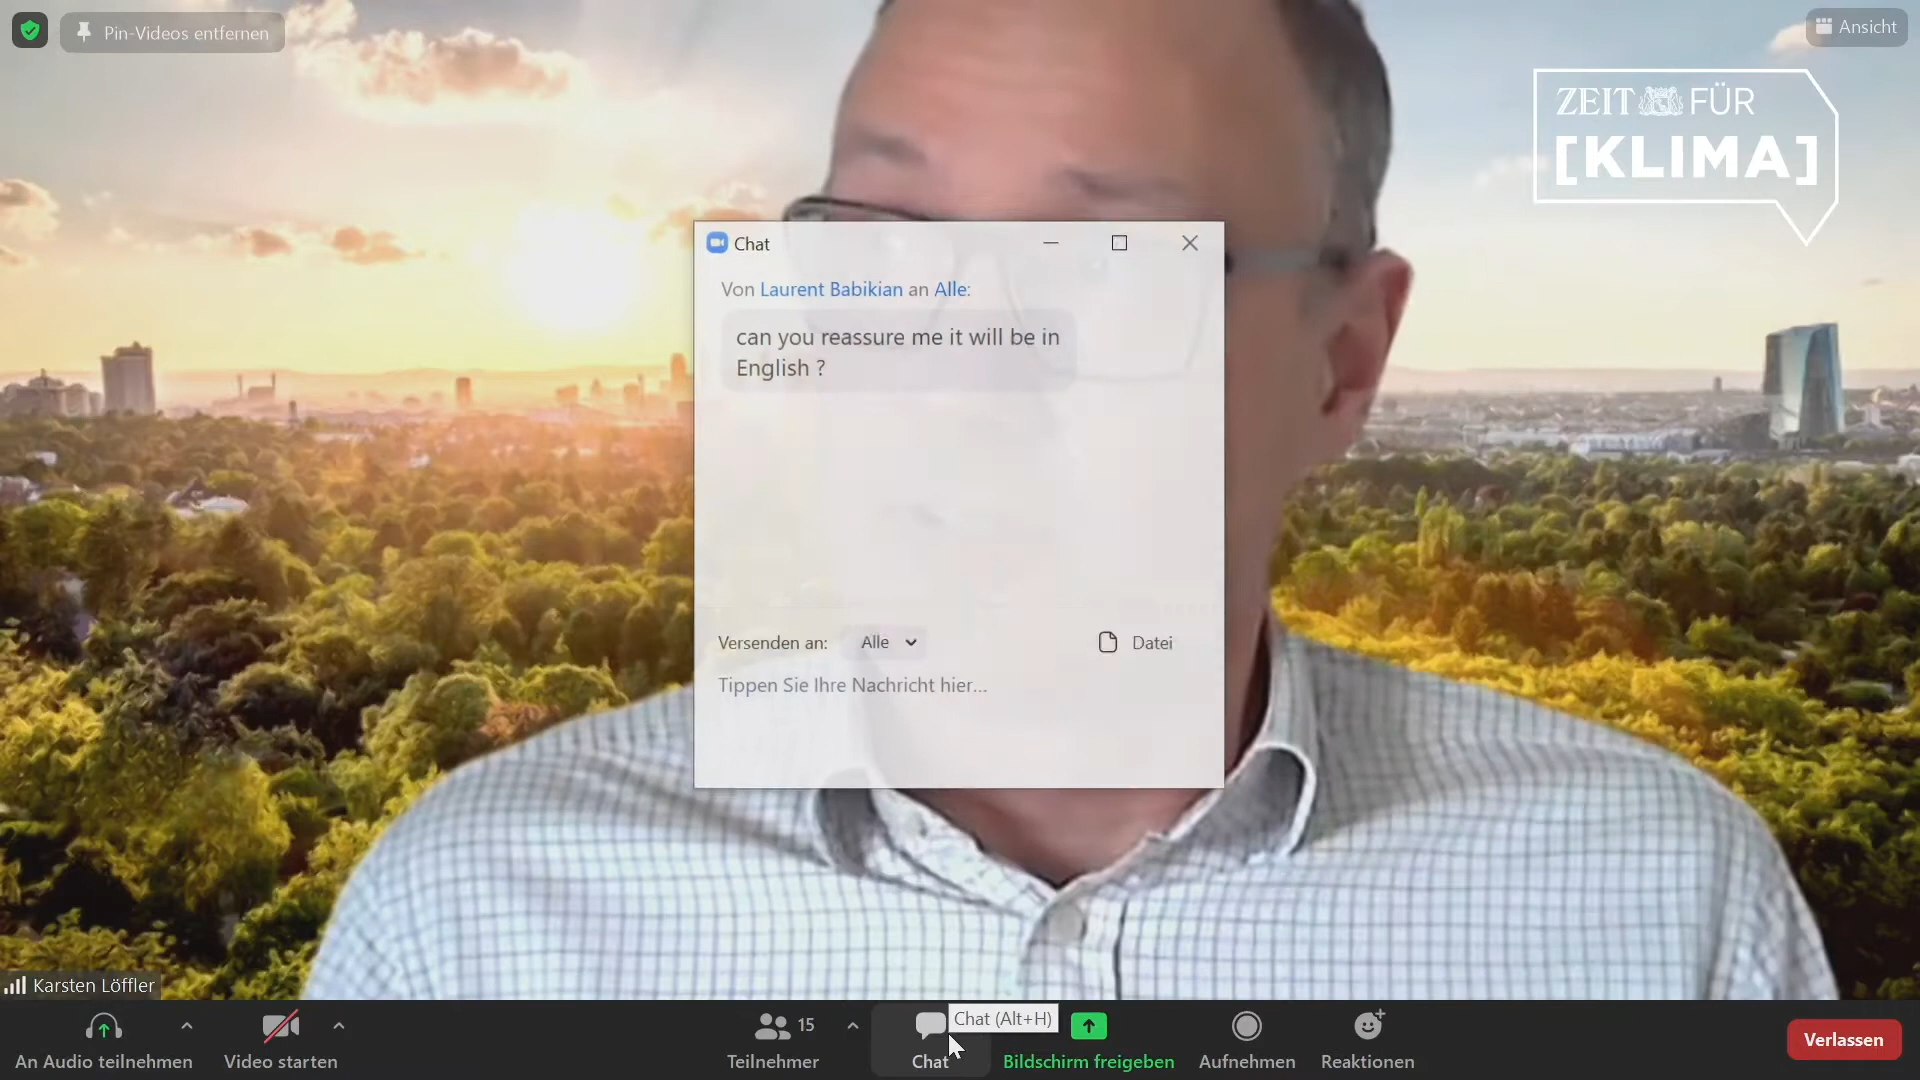 Pin-Videos entfernen
Ansicht
ZEIT FÜR
[KLIMA]
Chat
Von Laurent Babikian an Alle:
can you reassure me it will be in
English ?
Versenden an: Alle
Datei
Tippen Sie Ihre Nachricht hier...
Karsten Löffler
15
Chat (Alt+H)
An Audio teilnehmen
Video starten
Teilnehmer
Chat
Bildschirm freigeben
Aufnehmen
Reaktionen
Verlassen